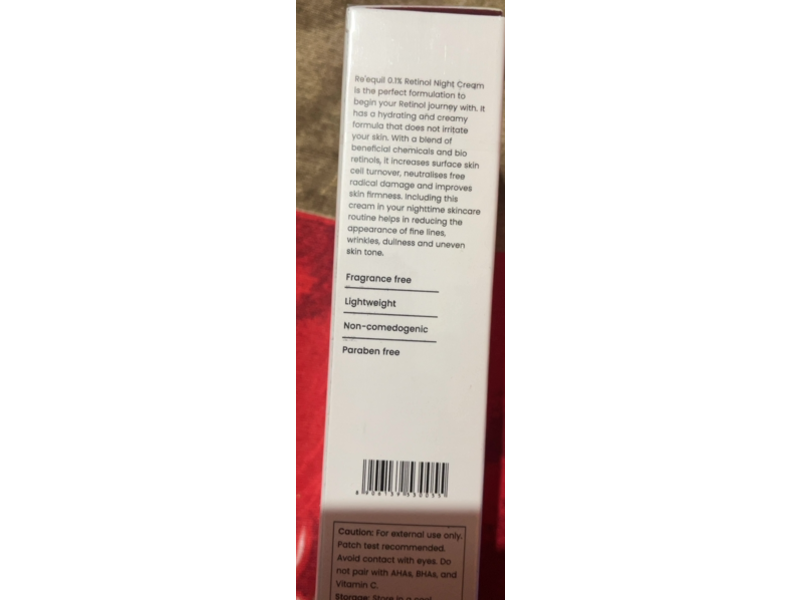 Re'equil 0.1% Retinol Night Cream
is the perfect formulation to
begin your Retinol journey with. It
has a hydrating and creamy
formula that does not irritate
your skin. With a blend of
beneficial chemicals and bio
retinols, it increases surface skin
cell turnover, neutralises free
radical damage and improves
skin firmness. Including this
cream in your nighttime skincare
routine helps in reducing the
appearance of fine lines,
wrinkles, dullness and uneven
skin tone.
Fragrance free
Lightweight
Non-comedogenic
Paraben free
Caution: For external use only.
Patch test recommended.
Avoid contact with eyes. Do
not pair with AHAs, BHAs, and
Vitamin C.
Storage: Store in a cool